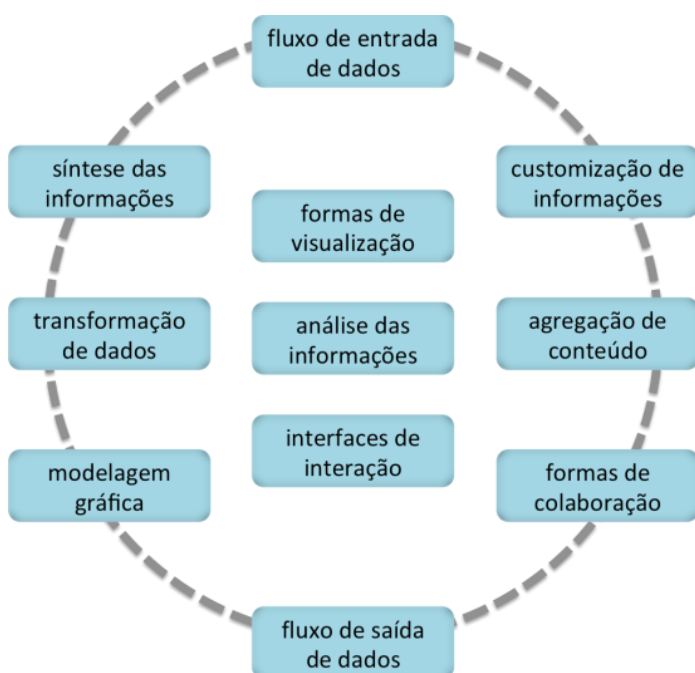 fluxo de entrada
de dados
síntese das
informações
customização de
informações
formas de
visualização
transformação
de dados
análise das
informações
agregação de
conteúdo
interfaces de
interação
modelagem
gráfica
formas de
colaboração
fluxo de saída
de dados